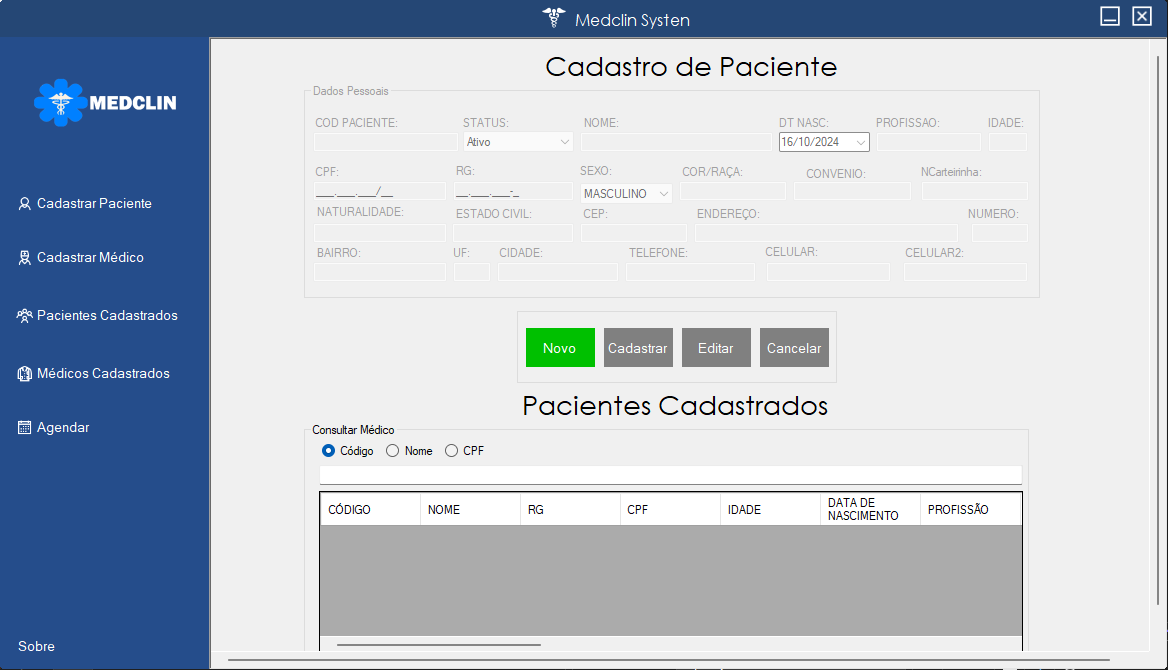 Medclin Systen
MEDCLIN
Cadastrar Paciente
Cadastrar Médico
Pacientes Cadastrados
Médicos Cadastrados
Agendar
Sobre
Cadastro de Paciente
Dados Pessoais
COD PACIENTE: STATUS: NOME: DT NASC: PROFISSAO: IDADE:
Ativo 16/10/2024
CPF: RG: SEXO: COR/RAÇA: CONVENIO: NCarteirinha:
___.___.___/__ __.___.___-_ MASCULINO
NATURALIDADE: ESTADO CIVIL: CEP: ENDEREÇO: NUMERO:
BAIRRO: UF: CIDADE: TELEFONE: CELULAR: CELULAR2:
Novo Cadastrar Editar Cancelar
Pacientes Cadastrados
Consultar Médico
Código Nome CPF
CÓDIGO NOME RG CPF IDADE DATA DE NASCIMENTO PROFISSÃO